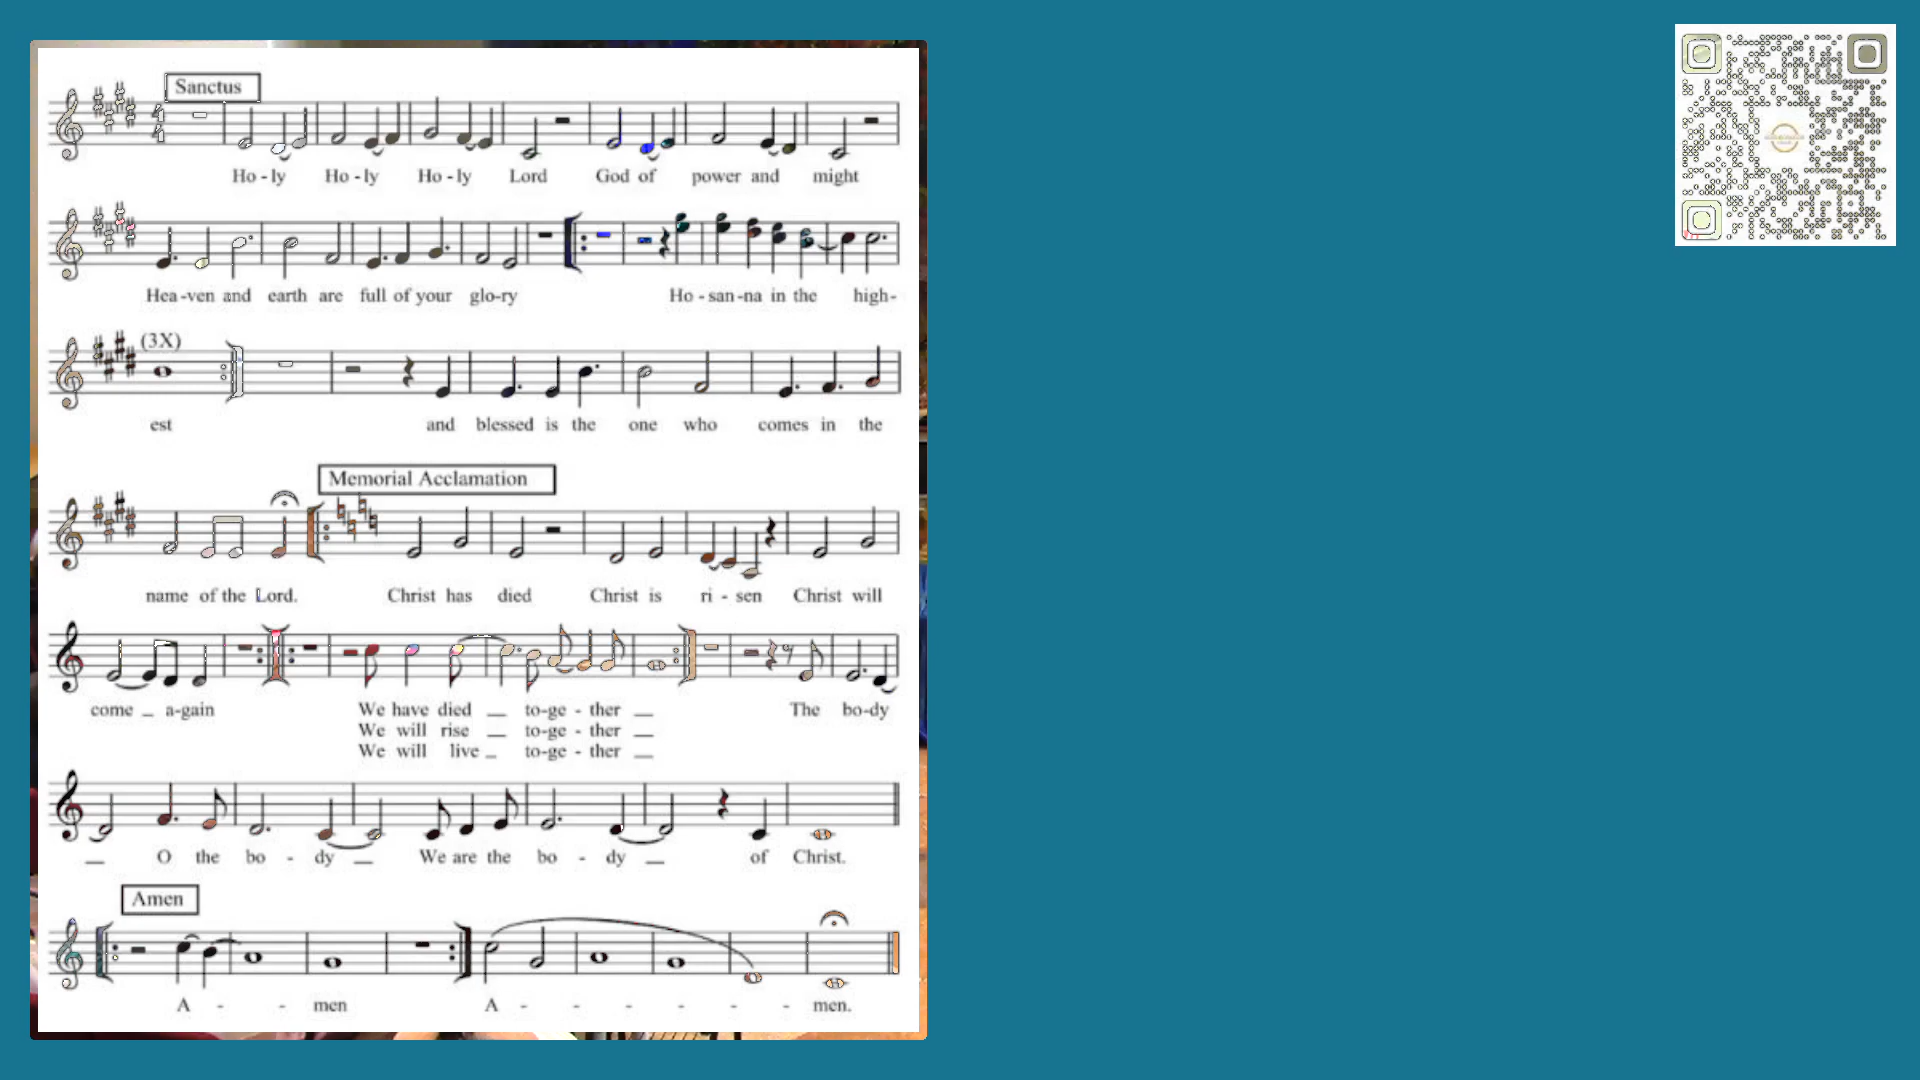 Sanctus
Ho - ly Ho - ly Ho - ly Lord God of power and might
Hea -ven and earth are full of your glo-ry Ho - san -na in the high-
(3X)
est and blessed is the one who comes in the
Memorial Acclamation
name of the Lord. Christ has died Christ is ri - sen Christ will
come _ a-gain We have died _ to-ge - ther _ The bo-dy
We will rise _ to-ge - ther _
We will live _ to-ge - ther _
_ O the bo - dy _ We are the bo - dy _ of Christ.
Amen
A - - men A - - - - - men.